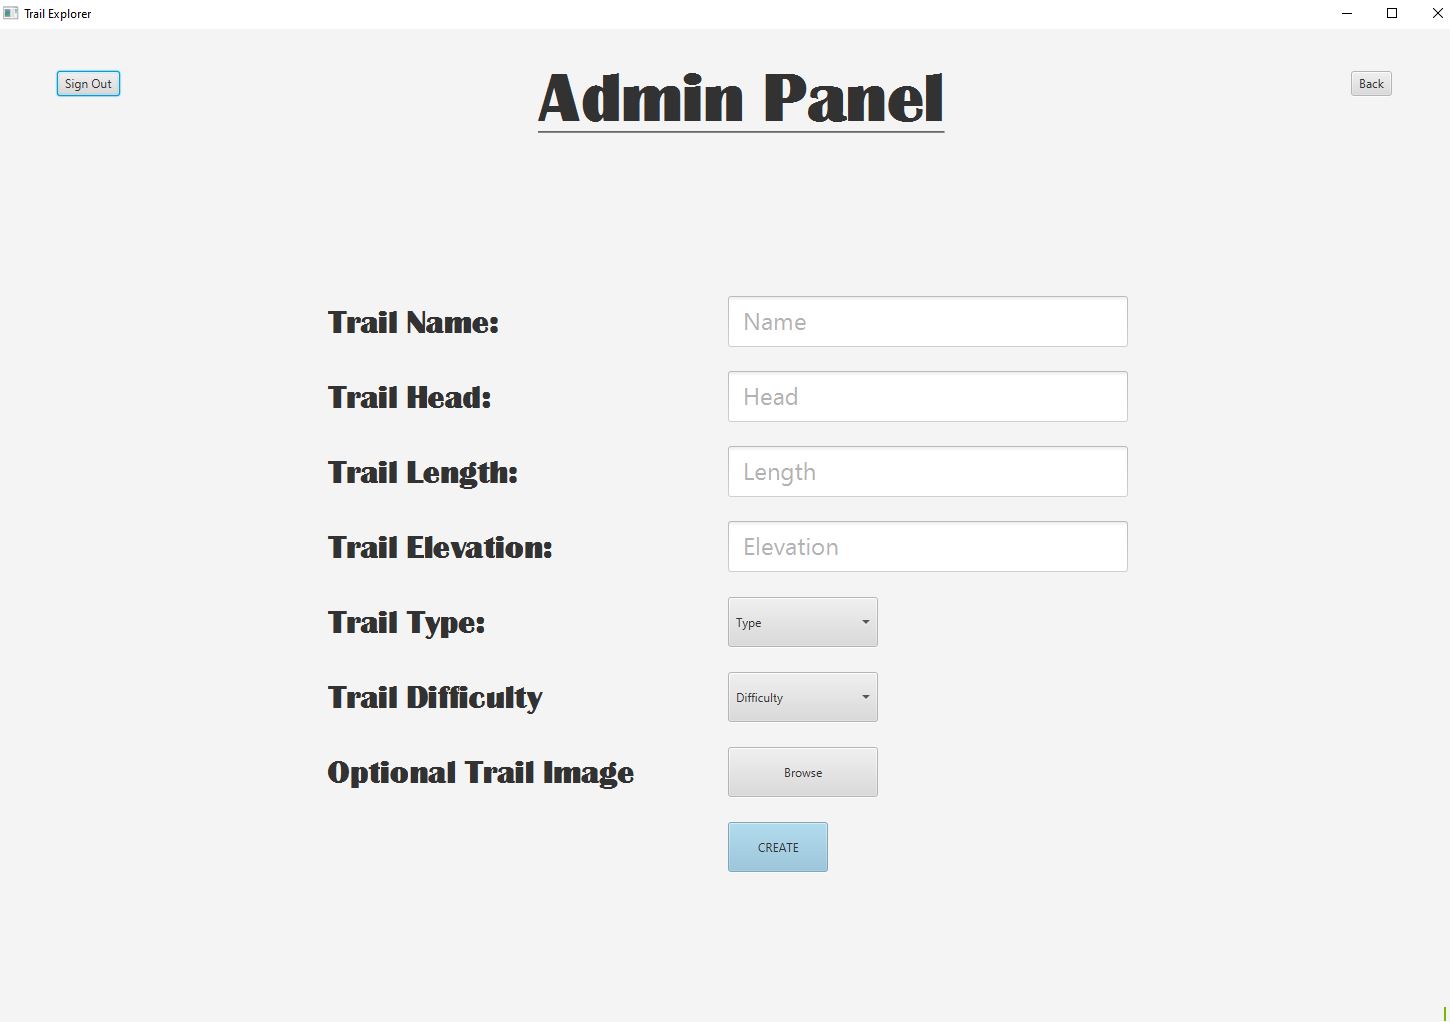 Trail Explorer
Sign Out
Admin Panel
Back
Trail Name:
Name
Trail Head:
Head
Trail Length:
Length
Trail Elevation:
Elevation
Trail Type:
Type
Trail Difficulty
Difficulty
Optional Trail Image
Browse
CREATE